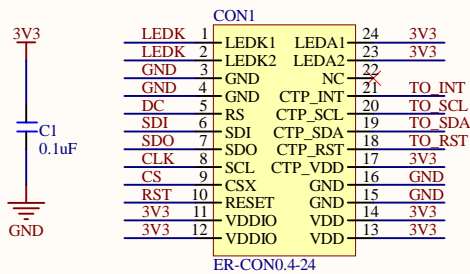 CON1
3V3
C1
0.1uF
GND
LEDK 1 LEDK1 LEDA1 24 3V3
LEDK 2 LEDK2 LEDA2 23 3V3
GND 3 GND NC 22
GND 4 GND CTP_INT 21 TO_INT
DC 5 RS CTP_SCL 20 TO_SCL
SDI 6 SDI CTP_SDA 19 TO_SDA
SDO 7 SDO CTP_RST 18 TO_RST
CLK 8 SCL CTP_VDD 17 3V3
CS 9 CSX GND 16 GND
RST 10 RESET GND 15 GND
3V3 11 VDDIO VDD 14 3V3
3V3 12 VDDIO VDD 13 3V3
ER-CON0.4-24